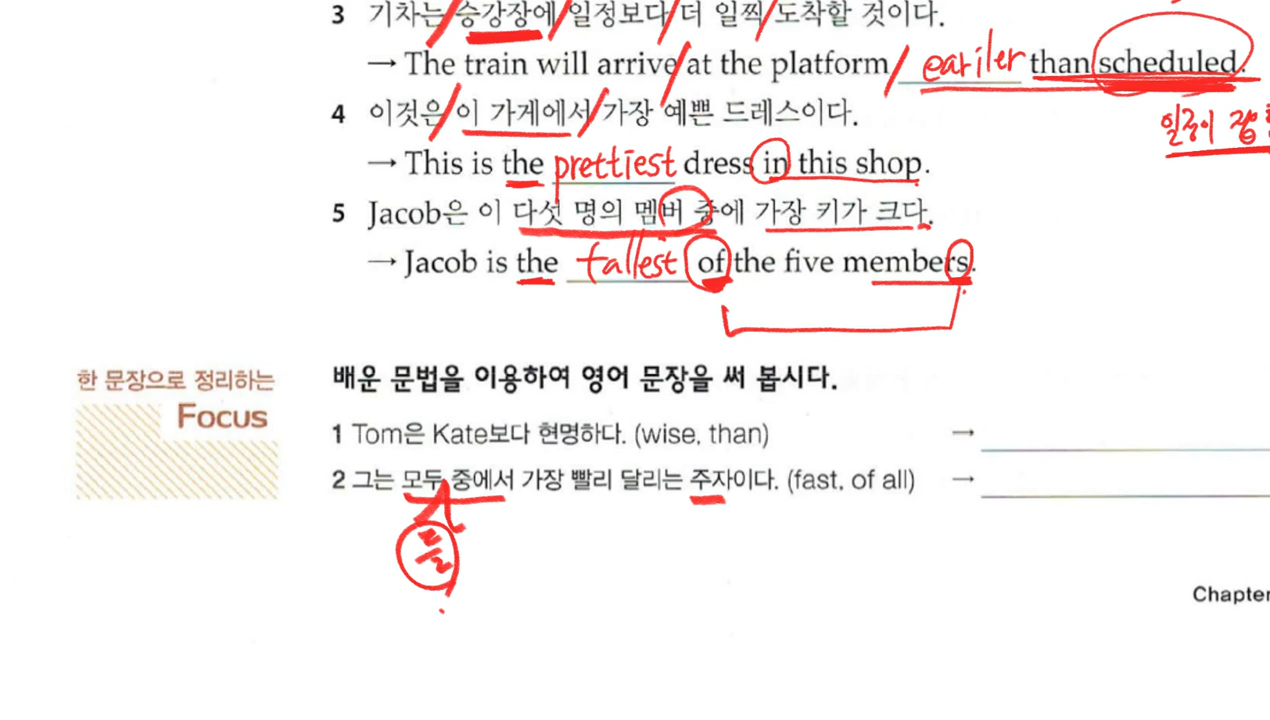 3 기차는/승강장에/일정보다/더 일찍/도착할 것이다.
→ The train will arrive/at the platform/ eariler than scheduled.
4 이것은/이 가게에서/가장 예쁜 드레스이다.
일정이
→ This is the prettiest dress in this shop.
5 Jacob은 이 다섯 명의 멤버 중에 가장 키가 크다.
→ Jacob is the tallest of the five members.
한 문장으로 정리하는
Focus
배운 문법을 이용하여 영어 문장을 써 봅시다.
1 Tom은 Kate보다 현명하다. (wise, than) →
2 그는 모두 중에서 가장 빨리 달리는 주자이다. (fast, of all) →
들
Chapter